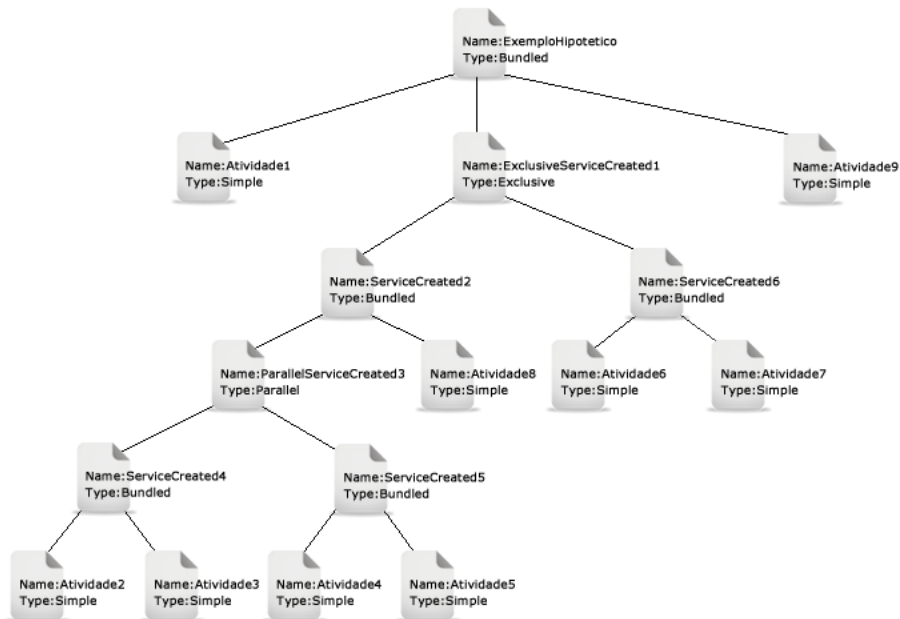 Name:ExemploHipotetico
Type:Bundled
Name:Atividade1
Type:Simple
Name:ExclusiveServiceCreated1
Type:Exclusive
Name:Atividade9
Type:Simple
Name:ServiceCreated2
Type:Bundled
Name:ServiceCreated6
Type:Bundled
Name:ParallelServiceCreated3
Type:Parallel
Name:Atividade8
Type:Simple
Name:Atividade6
Type:Simple
Name:Atividade7
Type:Simple
Name:ServiceCreated4
Type:Bundled
Name:ServiceCreated5
Type:Bundled
Name:Atividade2
Type:Simple
Name:Atividade3
Type:Simple
Name:Atividade4
Type:Simple
Name:Atividade5
Type:Simple